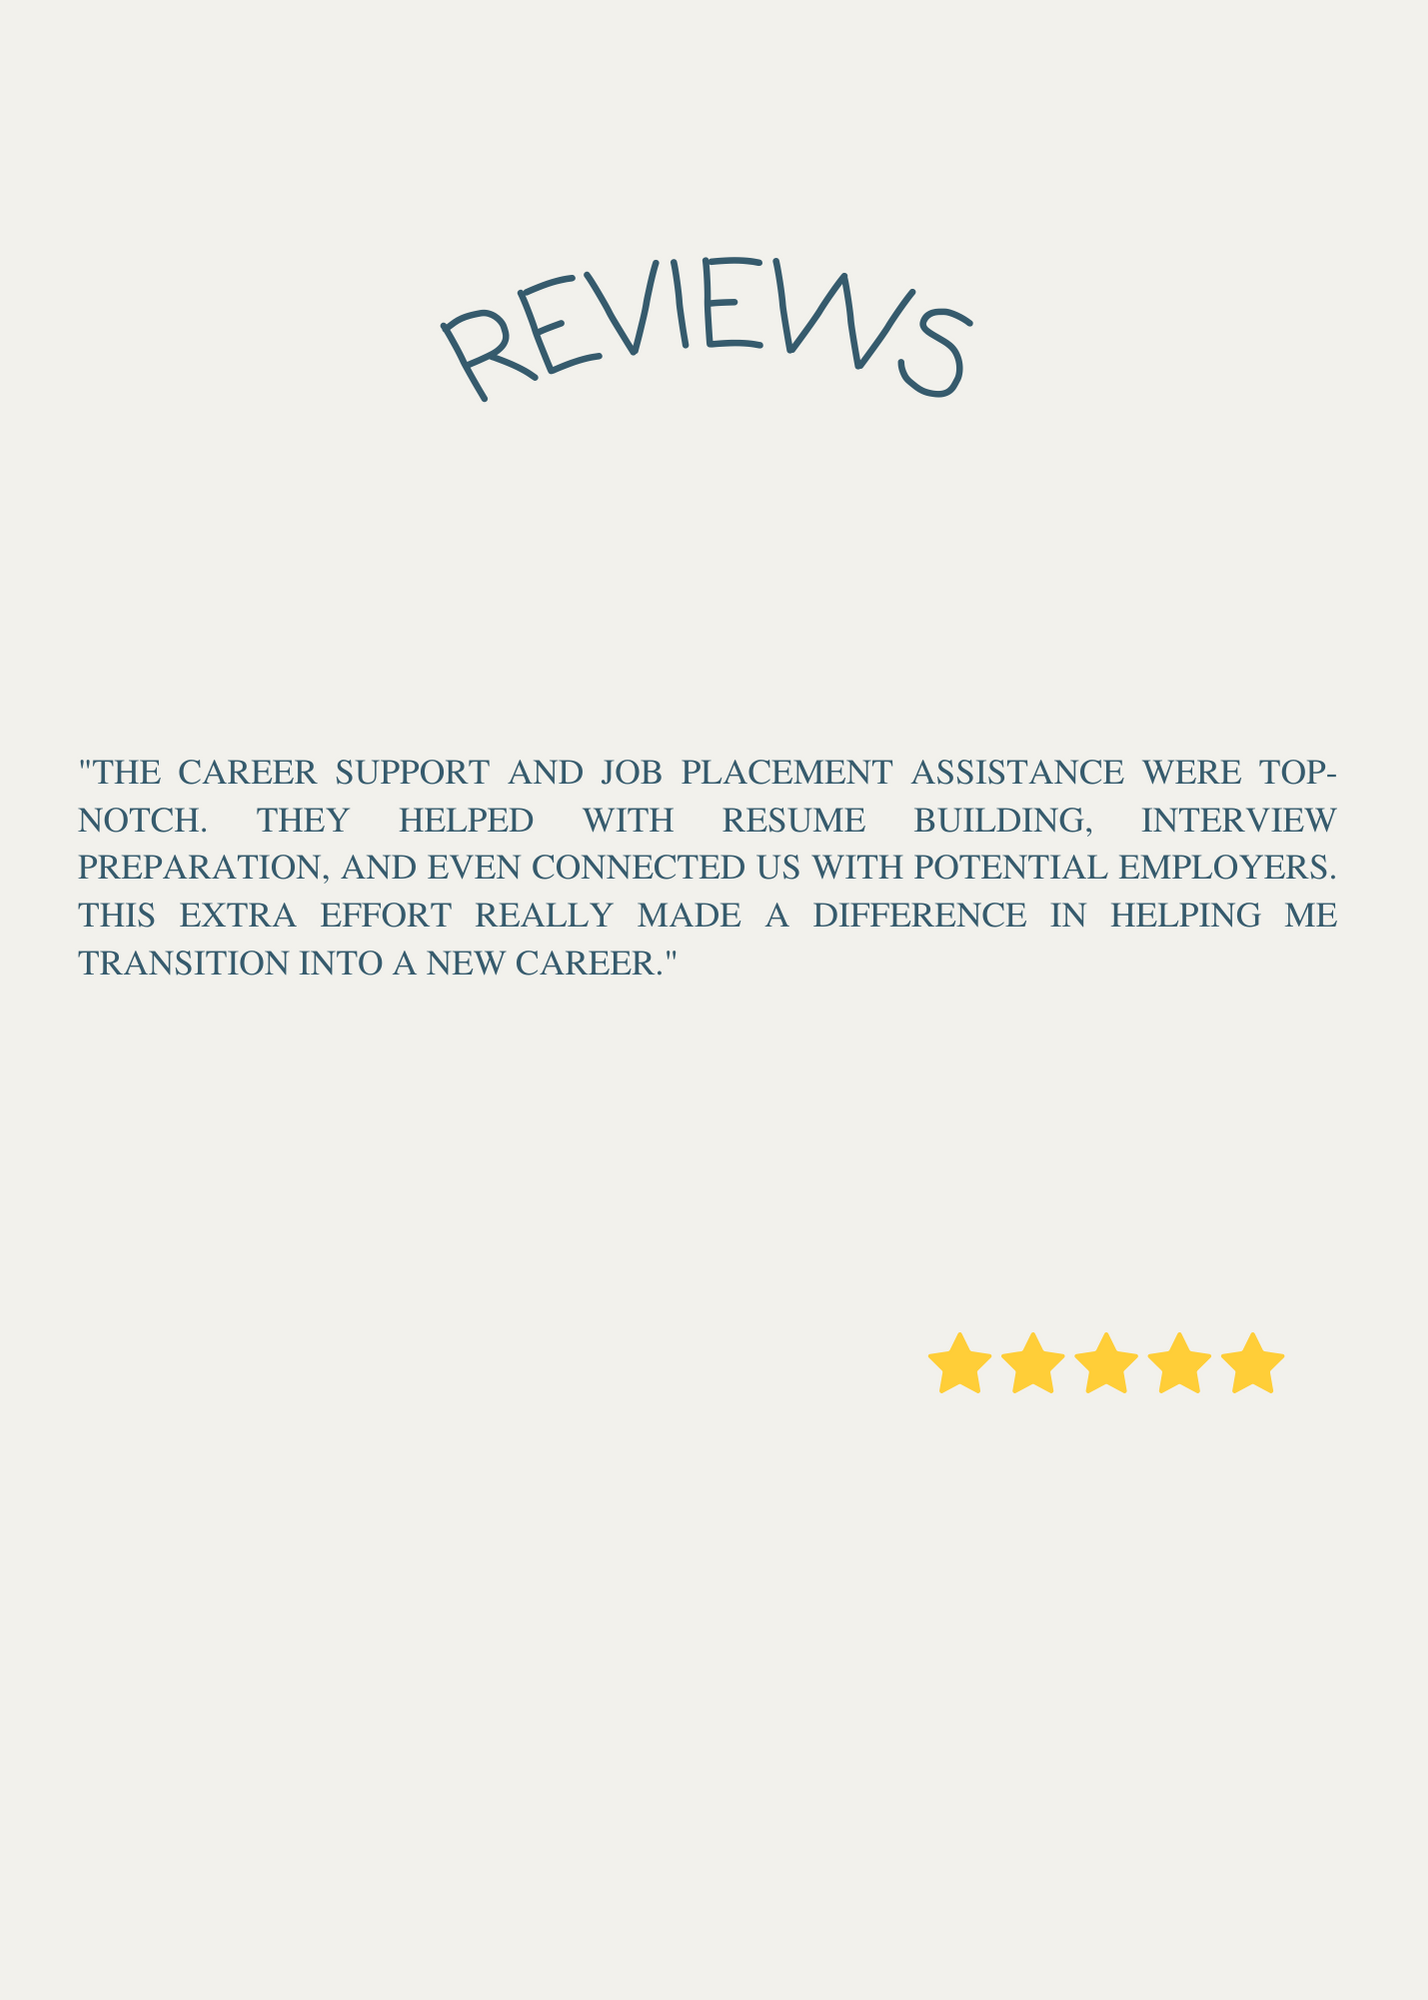 REVIEWS
"THE CAREER SUPPORT AND JOB PLACEMENT ASSISTANCE WERE TOP-
NOTCH. THEY HELPED WITH RESUME BUILDING, INTERVIEW
PREPARATION, AND EVEN CONNECTED US WITH POTENTIAL EMPLOYERS.
THIS EXTRA EFFORT REALLY MADE A DIFFERENCE IN HELPING ME
TRANSITION INTO A NEW CAREER."